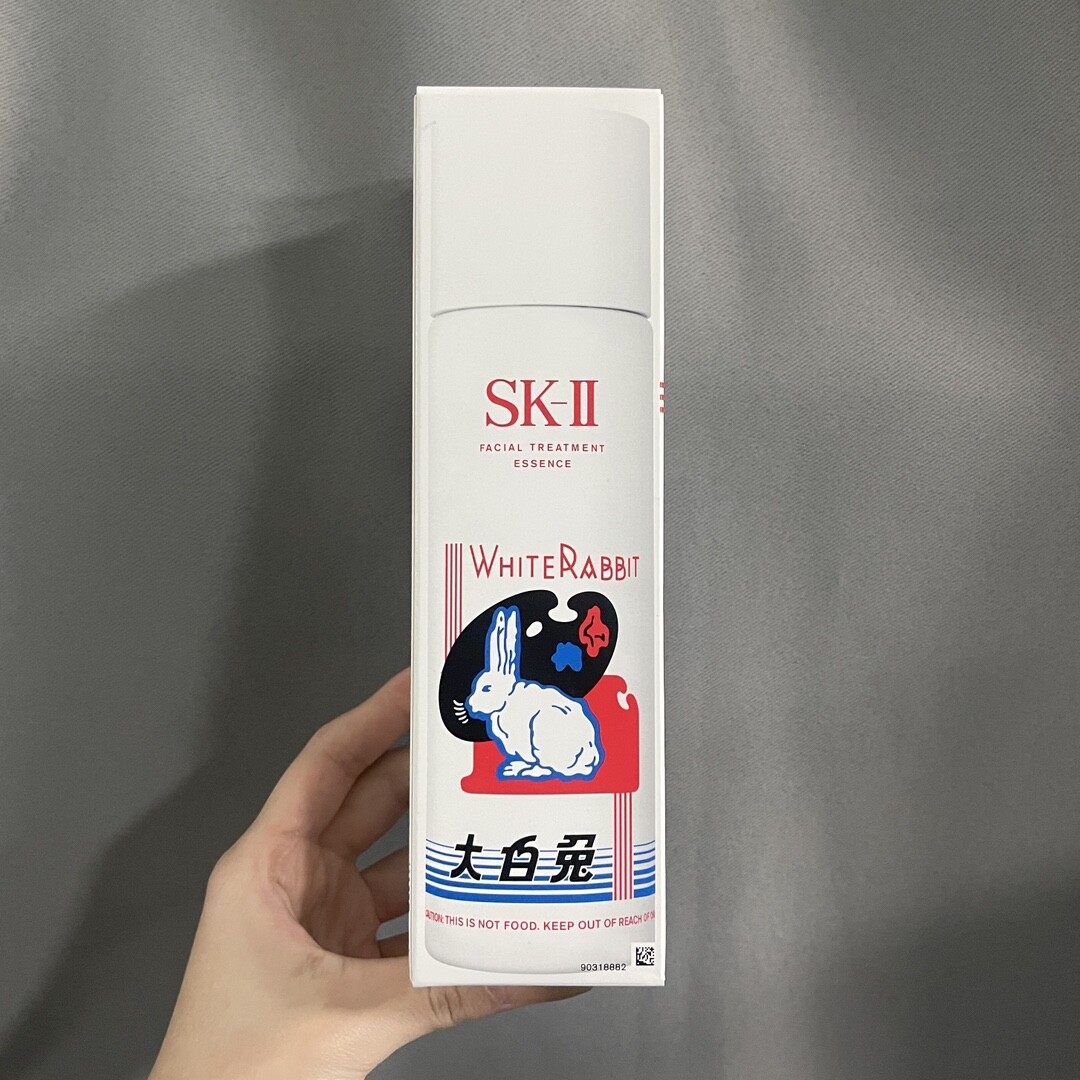 SK-II
FACIAL TREATMENT
ESSENCE
WHITE RABBIT
大白兔
CAUTION: THIS IS NOT FOOD. KEEP OUT OF REACH OF
90318882